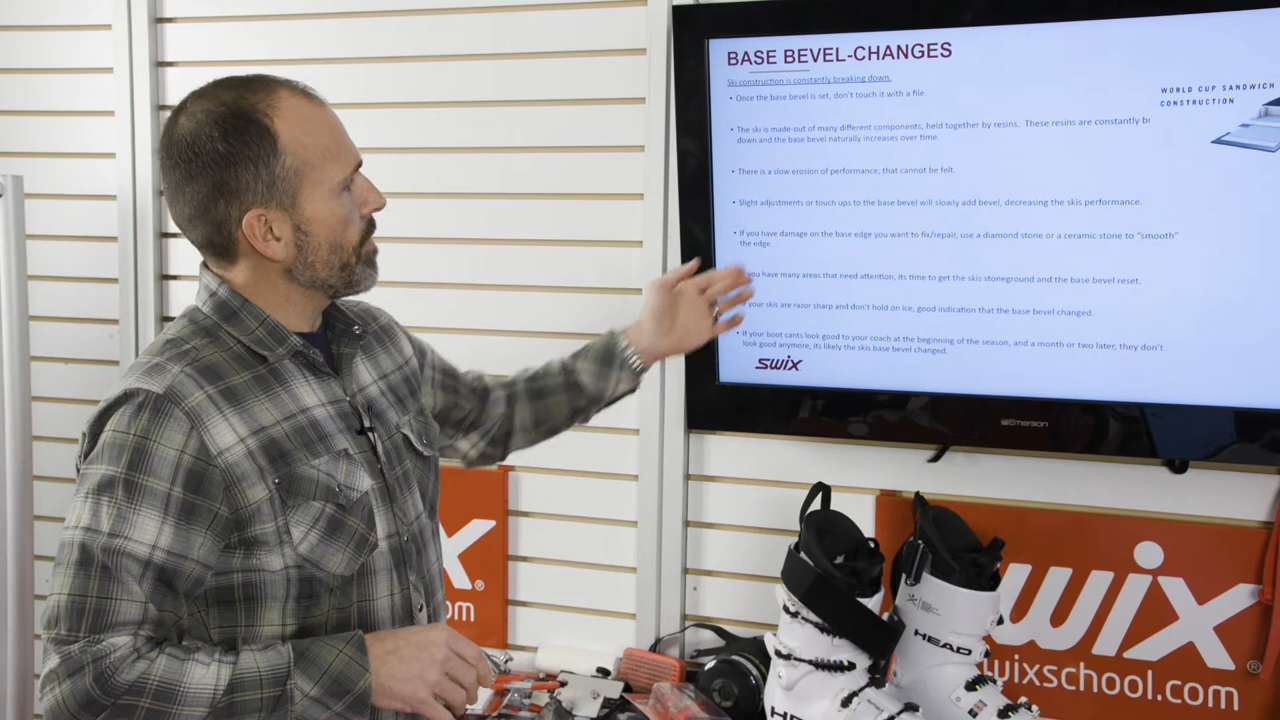 BASE BEVEL-CHANGES
Ski construction is constantly breaking down.
• Once the base bevel is set, don't touch it with a file.
• The ski is made out of many different components, held together by resins. These resins are constantly br
down and the base bevel naturally increases over time.
• There is a slow erosion of performance, that cannot be felt.
• Slight adjustments or touch ups to the base bevel will slowly add bevel, decreasing the skis performance.
• If you have damage on the base edge you want to fix/repair, use a diamond stone or a ceramic stone to "smooth"
the edge.
you have many areas that need attention, its time to get the skis stoneground and the base bevel reset.
your skis are razor sharp and don't hold on ice, good indication that the base bevel changed.
• If your boot cants look good to your coach at the beginning of the season, and a month or two later, they don't
look good anymore, its likely the skis base bevel changed.
SWIX
WORLD CUP SANDWICH
CONSTRUCTION
Emerson
x®
om
HEAD
HE
swix®
wixschool.com